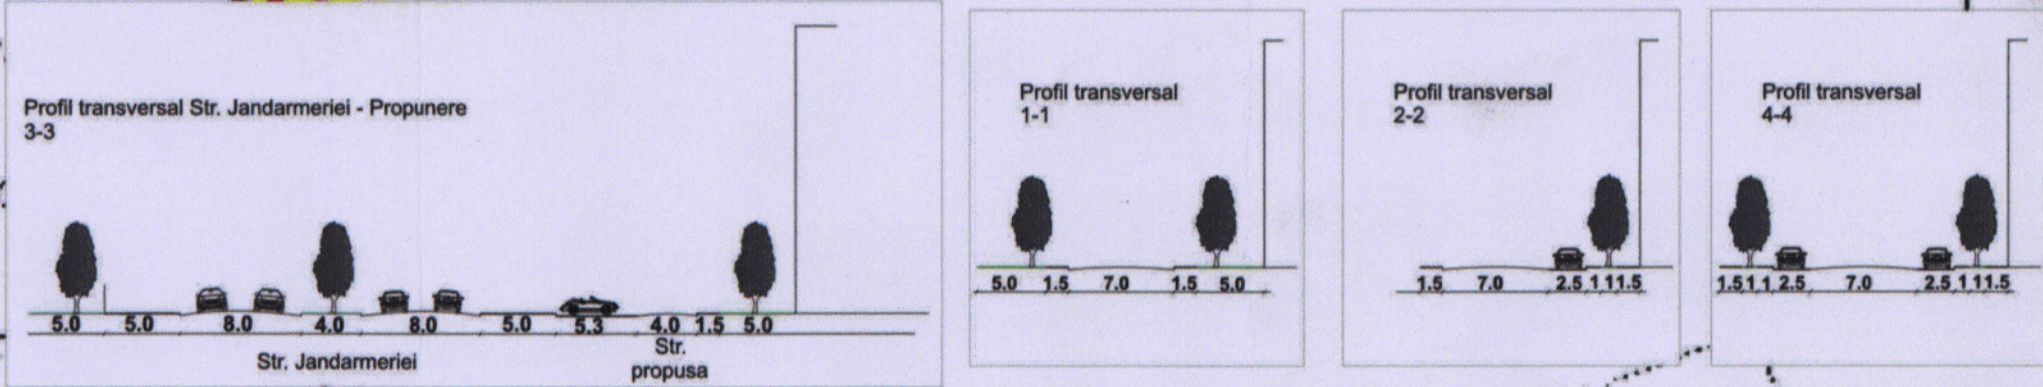 Profil transversal Str. Jandarmeriei - Propunere
3-3
5.0 5.0 8.0 4.0 8.0 5.0 5.3 4.0 1.5 5.0
Str. Jandarmeriei
Str.
propusa
Profil transversal
1-1
5.0 1.5 7.0 1.5 5.0
Profil transversal
2-2
1.5 7.0 2.5 1 1 1.5
Profil transversal
4-4
1.5 1 1 2.5 7.0 2.5 1 1 1.5